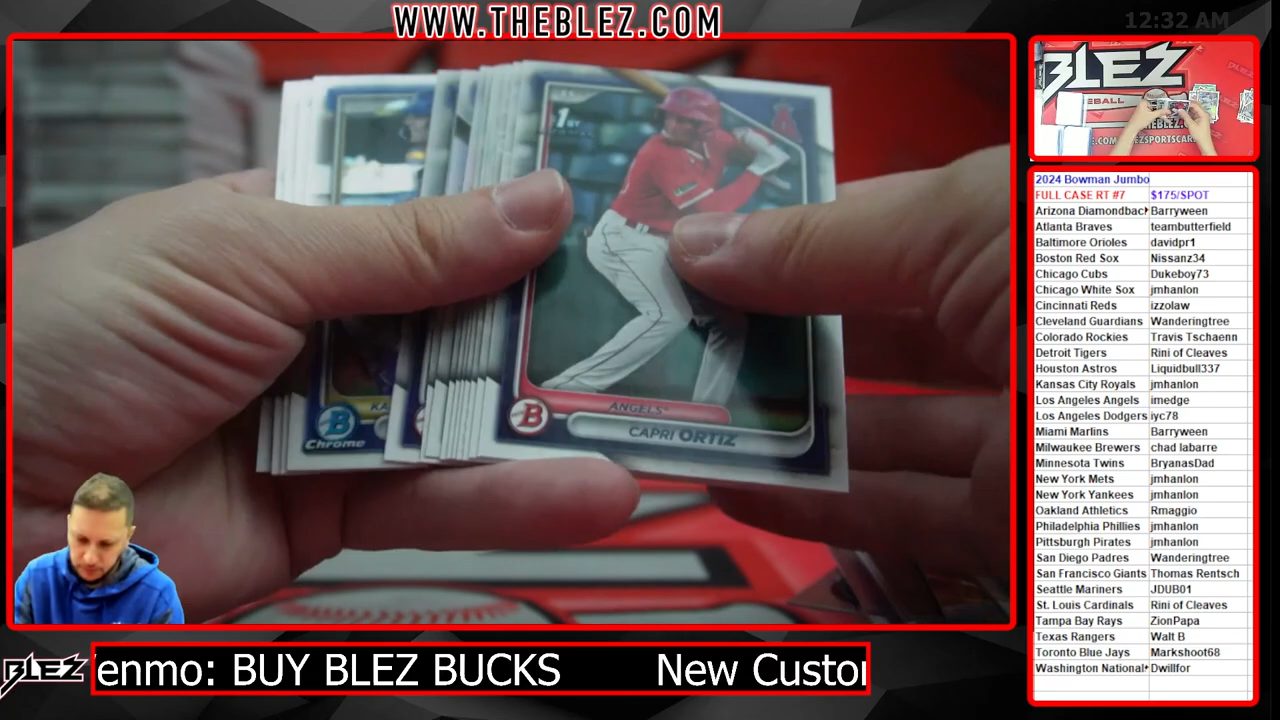 WWW.THEBLEZ.COM
12:32 AM
1ST
ANGELS
CAPRI ORTIZ
B
B
Chrome
KA
BLEZ
EBALL
2024 Bowman Jumbo
FULL CASE RT #7 $175/SPOT
Arizona Diamondbac Barryween
Atlanta Braves teambutterfield
Baltimore Orioles davidpr1
Boston Red Sox Nissanz34
Chicago Cubs Dukeboy73
Chicago White Sox jmhanlon
Cincinnati Reds izzolaw
Cleveland Guardians Wanderingtree
Colorado Rockies Travis Tschaenn
Detroit Tigers Rini of Cleaves
Houston Astros Liquidbull337
Kansas City Royals jmhanlon
Los Angeles Angels imedge
Los Angeles Dodgers iyc78
Miami Marlins Barryween
Milwaukee Brewers chad labarre
Minnesota Twins BryanasDad
New York Mets jmhanlon
New York Yankees jmhanlon
Oakland Athletics Rmaggio
Philadelphia Phillies jmhanlon
Pittsburgh Pirates jmhanlon
San Diego Padres Wanderingtree
San Francisco Giants Thomas Rentsch
Seattle Mariners JDUB01
St. Louis Cardinals Rini of Cleaves
Tampa Bay Rays ZionPapa
Texas Rangers Walt B
Toronto Blue Jays Markshoot68
Washington National Dwillfor
BLEZ
enmo: BUY BLEZ BUCKS New Custo